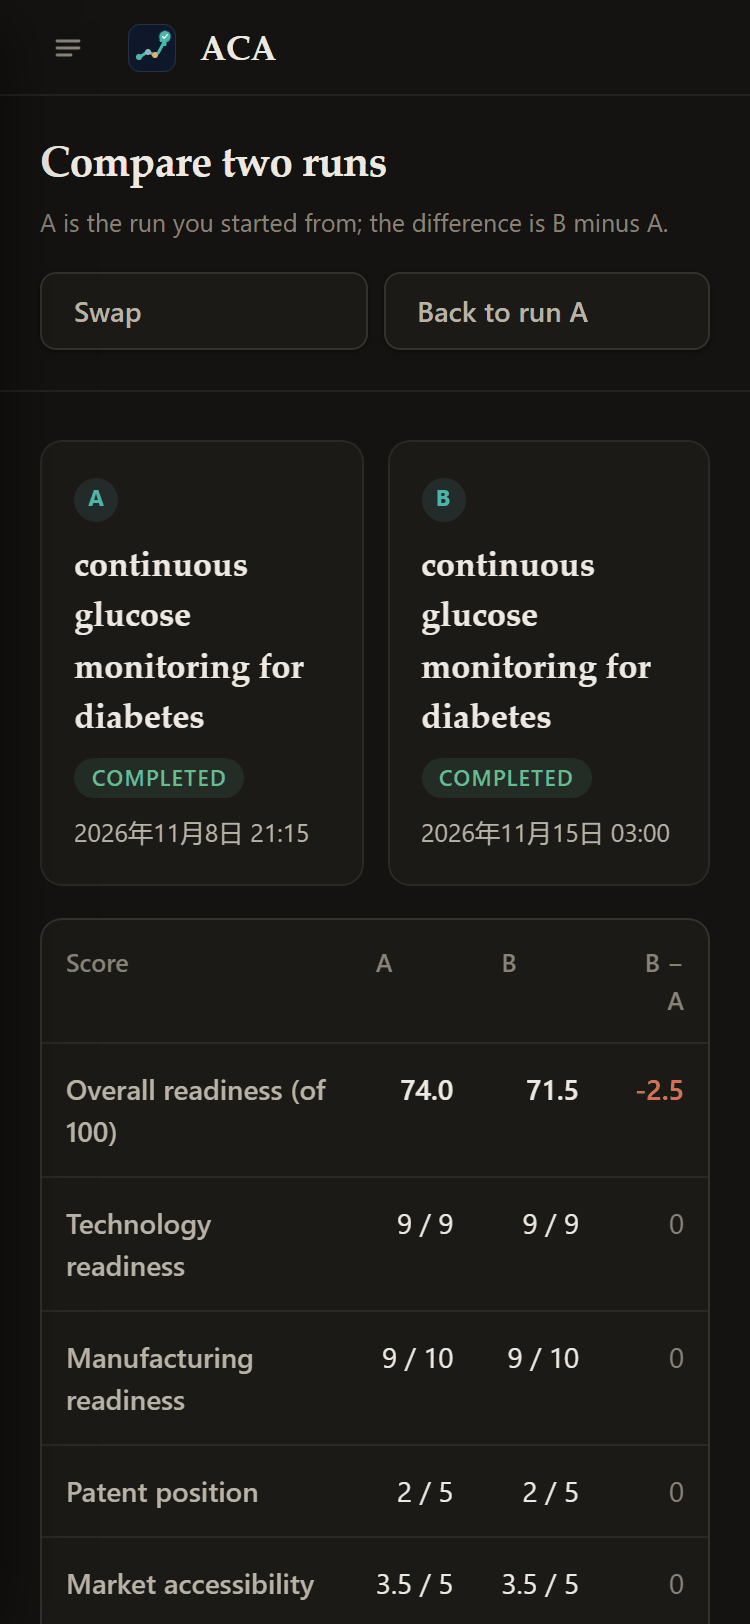 ACA
Compare two runs
A is the run you started from; the difference is B minus A.
Swap
Back to run A
A
continuous
glucose
monitoring for
diabetes
COMPLETED
2026年11月8日 21:15
B
continuous
glucose
monitoring for
diabetes
COMPLETED
2026年11月15日 03:00
Score A B B –
A
Overall readiness (of 74.0 71.5 -2.5
100)
Technology 9 / 9 9 / 9 0
readiness
Manufacturing 9 / 10 9 / 10 0
readiness
Patent position 2 / 5 2 / 5 0
Market accessibility 3.5 / 5 3.5 / 5 0